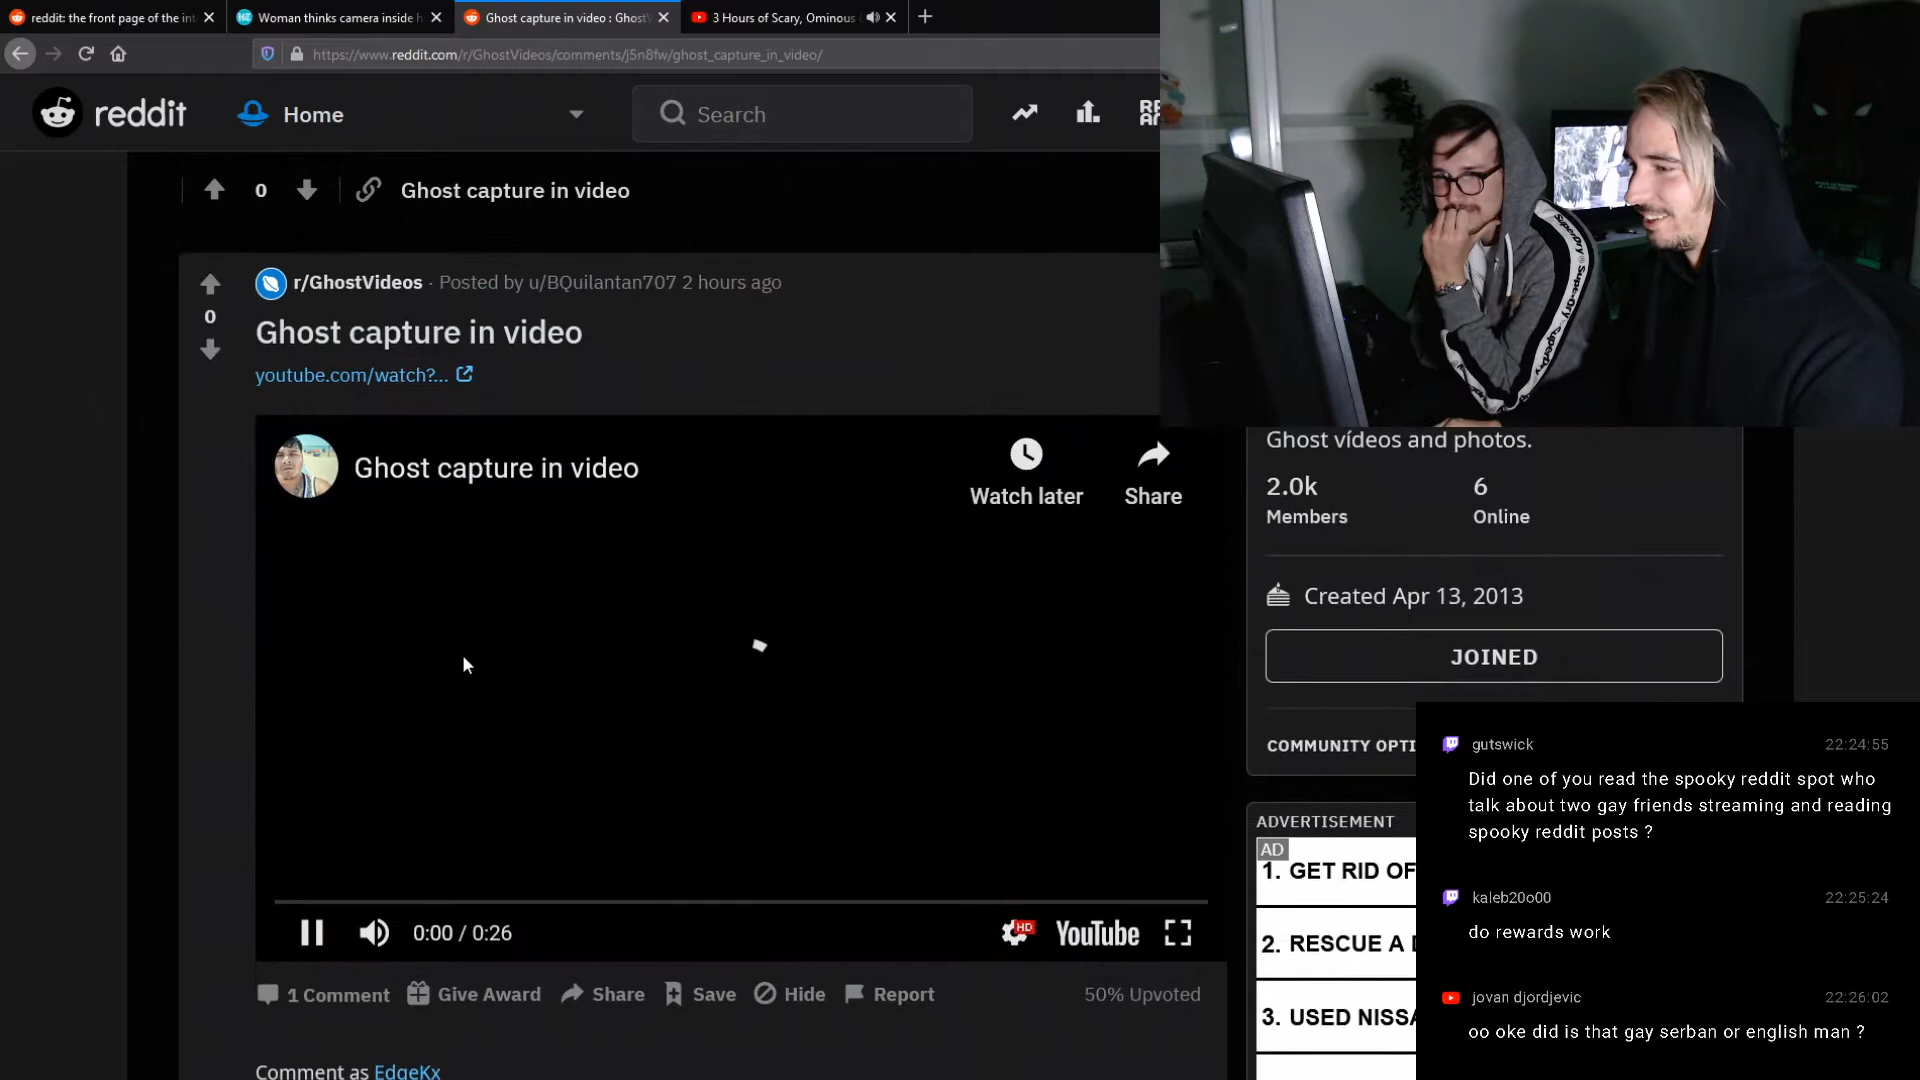 reddit: the front page of the int
Woman thinks camera inside h
Ghost capture in video : GhostV
3 Hours of Scary, Ominous
https://www.reddit.com/r/GhostVideos/comments/j5n8fw/ghost_capture_in_video/
reddit
Home
Search
0
Ghost capture in video
r/GhostVideos · Posted by u/BQuilantan707 2 hours ago
0
Ghost capture in video
youtube.com/watch?...
Ghost capture in video
Watch later
Share
0:00 / 0:26
HD
YouTube
1 Comment
Give Award
Share
Save
Hide
Report
50% Upvoted
Comment as EdgeKx
SuperDry
Ghost vídeos and photos.
2.0k
Members
6
Online
Created Apr 13, 2013
JOINED
COMMUNITY OPTI
ADVERTISEMENT
AD
1. GET RID OF
2. RESCUE A D
3. USED NISSA
gutswick
22:24:55
Did one of you read the spooky reddit spot who
talk about two gay friends streaming and reading
spooky reddit posts ?
kaleb20o00
22:25:24
do rewards work
jovan djordjevic
22:26:02
oo oke did is that gay serban or english man ?